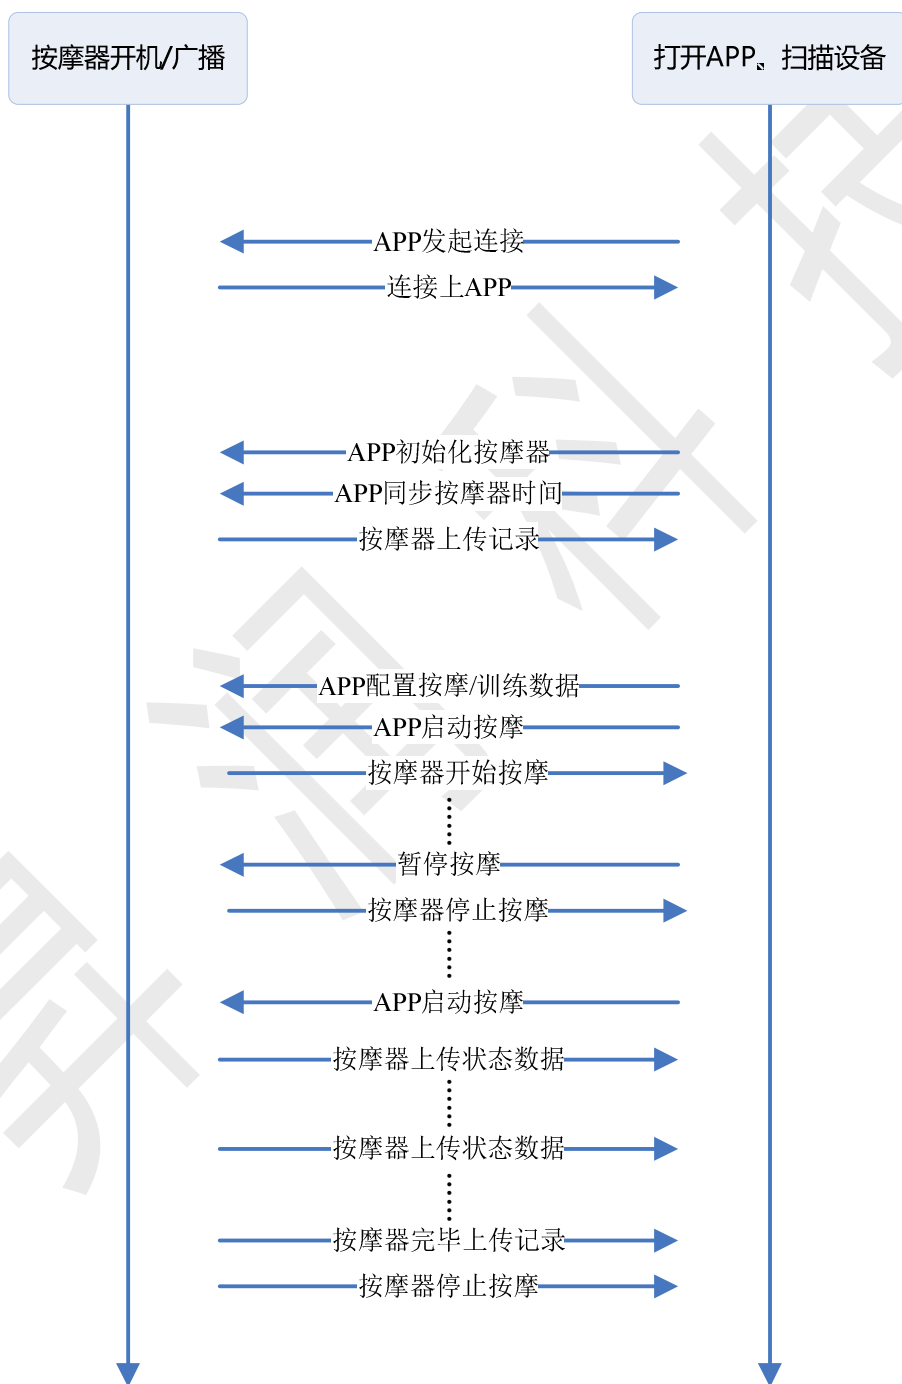 按摩器开机/广播
打开APP、扫描设备
APP发起连接
连接上APP
APP初始化按摩器
APP同步按摩器时间
按摩器上传记录
APP配置按摩/训练数据
APP启动按摩
按摩器开始按摩
暂停按摩
按摩器停止按摩
APP启动按摩
按摩器上传状态数据
按摩器上传状态数据
按摩器完毕上传记录
按摩器停止按摩